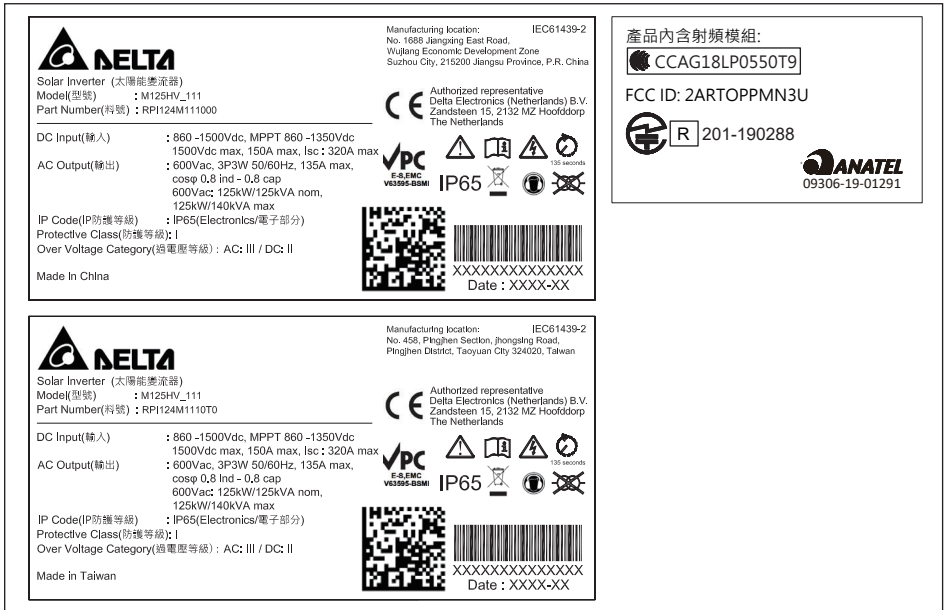 DELTA
Solar Inverter (太陽能變流器)
Model(型號) : M125HV_111
Part Number(料號) : RPI124M111000
DC Input(輸入) : 860 -1500Vdc, MPPT 860 -1350Vdc
1500Vdc max, 150A max, Isc : 320A max
AC Output(輸出) : 600Vac, 3P3W 50/60Hz, 135A max,
cosφ 0.8 ind - 0.8 cap
600Vac: 125kW/125kVA nom,
125kW/140kVA max
IP Code(IP防護等級) : IP65(Electronics/電子部分)
Protective Class(防護等級): I
Over Voltage Category(過電壓等級) : AC: III / DC: II
Made in China
Manufacturing location: IEC61439-2
No. 1688 Jiangxing East Road,
Wujiang Economic Development Zone
Suzhou City, 215200 Jiangsu Province, P.R. China
CE
Authorized representative
Delta Electronics (Netherlands) B.V.
Zandsteen 15, 2132 MZ Hoofddorp
The Netherlands
VPC
E-S,EMC
V63595-BSMI
135 seconds
IP65
XXXXXXXXXXXXXX
Date : XXXX-XX
產品內含射頻模組:
CCAG18LP0550T9
FCC ID: 2ARTOPPMN3U
R 201-190288
ANATEL
09306-19-01291
DELTA
Solar Inverter (太陽能變流器)
Model(型號) : M125HV_111
Part Number(料號) : RPI124M1110T0
DC Input(輸入) : 860 -1500Vdc, MPPT 860 -1350Vdc
1500Vdc max, 150A max, Isc : 320A max
AC Output(輸出) : 600Vac, 3P3W 50/60Hz, 135A max,
cosφ 0.8 ind - 0.8 cap
600Vac: 125kW/125kVA nom,
125kW/140kVA max
IP Code(IP防護等級) : IP65(Electronics/電子部分)
Protective Class(防護等級): I
Over Voltage Category(過電壓等級) : AC: III / DC: II
Made in Taiwan
Manufacturing location: IEC61439-2
No. 458, Pingjhen Section, jhongsing Road,
Pingjhen District, Taoyuan City 324020, Taiwan
CE
Authorized representative
Delta Electronics (Netherlands) B.V.
Zandsteen 15, 2132 MZ Hoofddorp
The Netherlands
VPC
E-S,EMC
V63595-BSMI
135 seconds
IP65
XXXXXXXXXXXXXX
Date : XXXX-XX